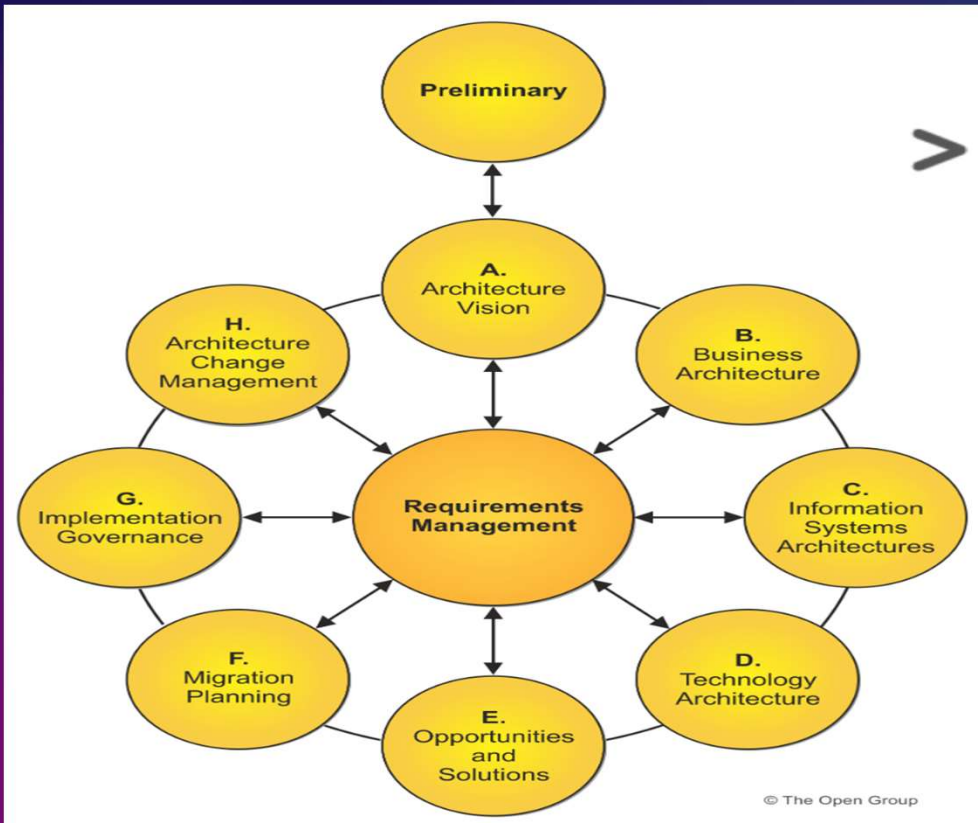 Preliminary
>
A.
Architecture
Vision
H.
Architecture
Change
Management
B.
Business
Architecture
G.
Implementation
Governance
Requirements
Management
C.
Information
Systems
Architectures
F.
Migration
Planning
D.
Technology
Architecture
E.
Opportunities
and
Solutions
© The Open Group